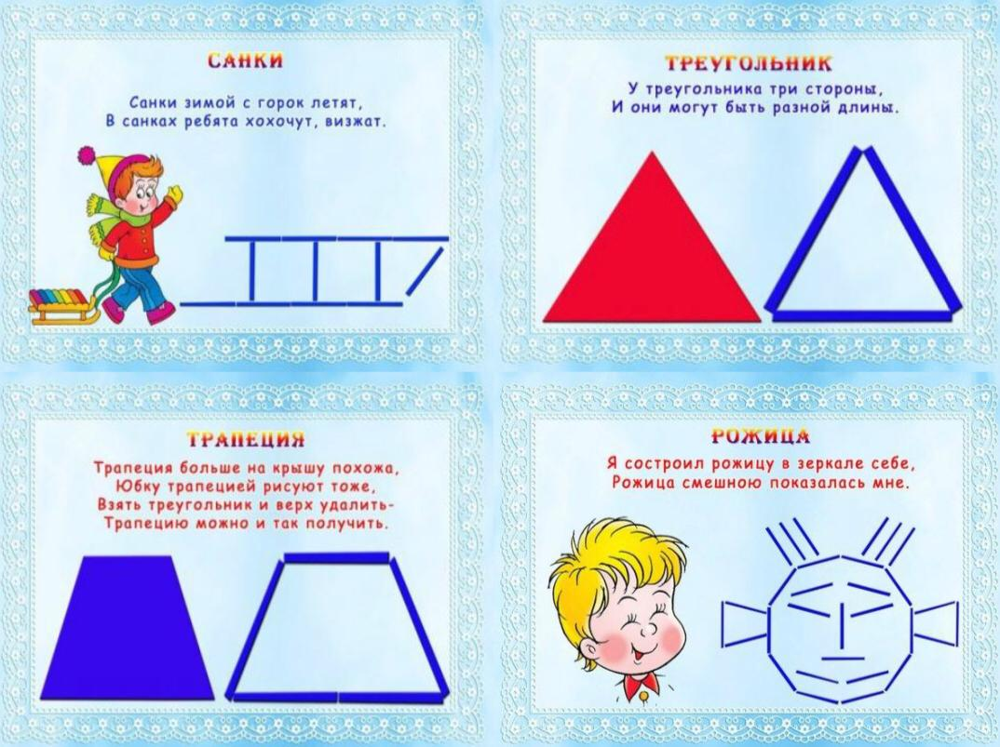 САНКИ
Санки зимой с горок летят,
В санках ребята хохочут, визжат.
ТРЕУГОЛЬНИК
У треугольника три стороны,
И они могут быть разной длины.
ТРАПЕЦИЯ
Трапеция больше на крышу похожа,
Юбку трапецией рисуют тоже,
Взять треугольник и верх удалить-
Трапецию можно и так получить.
РОЖИЦА
Я состроил рожицу в зеркале себе,
Рожица смешною показалась мне.